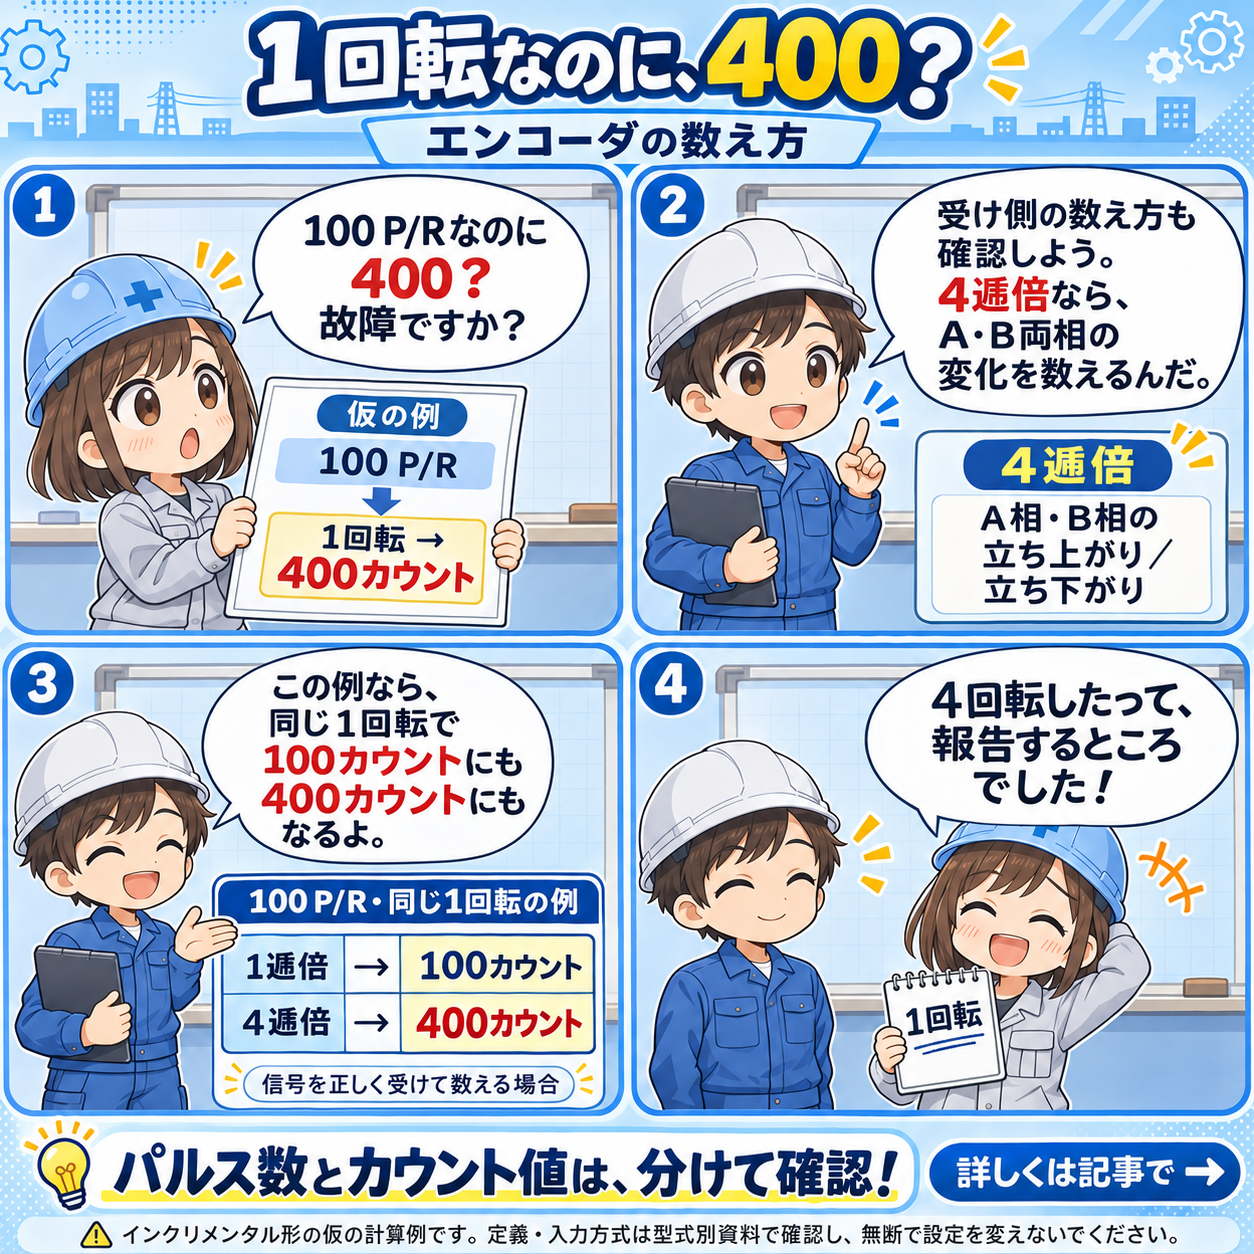 1回転なのに、400?
エンコーダの数え方
1
100 P/Rなのに
400?
故障ですか?
仮の例
100 P/R
1回転 →
400カウント
2
受け側の数え方も
確認しよう。
4逓倍なら、
A・B両相の
変化を数えるんだ。
4逓倍
A相・B相の
立ち上がり／
立ち下がり
3
この例なら、
同じ1回転で
100カウントにも
400カウントにも
なるよ。
100 P/R・同じ1回転の例
1逓倍 → 100カウント
4逓倍 → 400カウント
信号を正しく受けて数える場合
4
4回転したって、
報告するところ
でした!
1回転
パルス数とカウント値は、分けて確認!
詳しくは記事で →
インクリメンタル形の仮の計算例です。定義・入力方式は型式別資料で確認し、無断で設定を変えないでください。